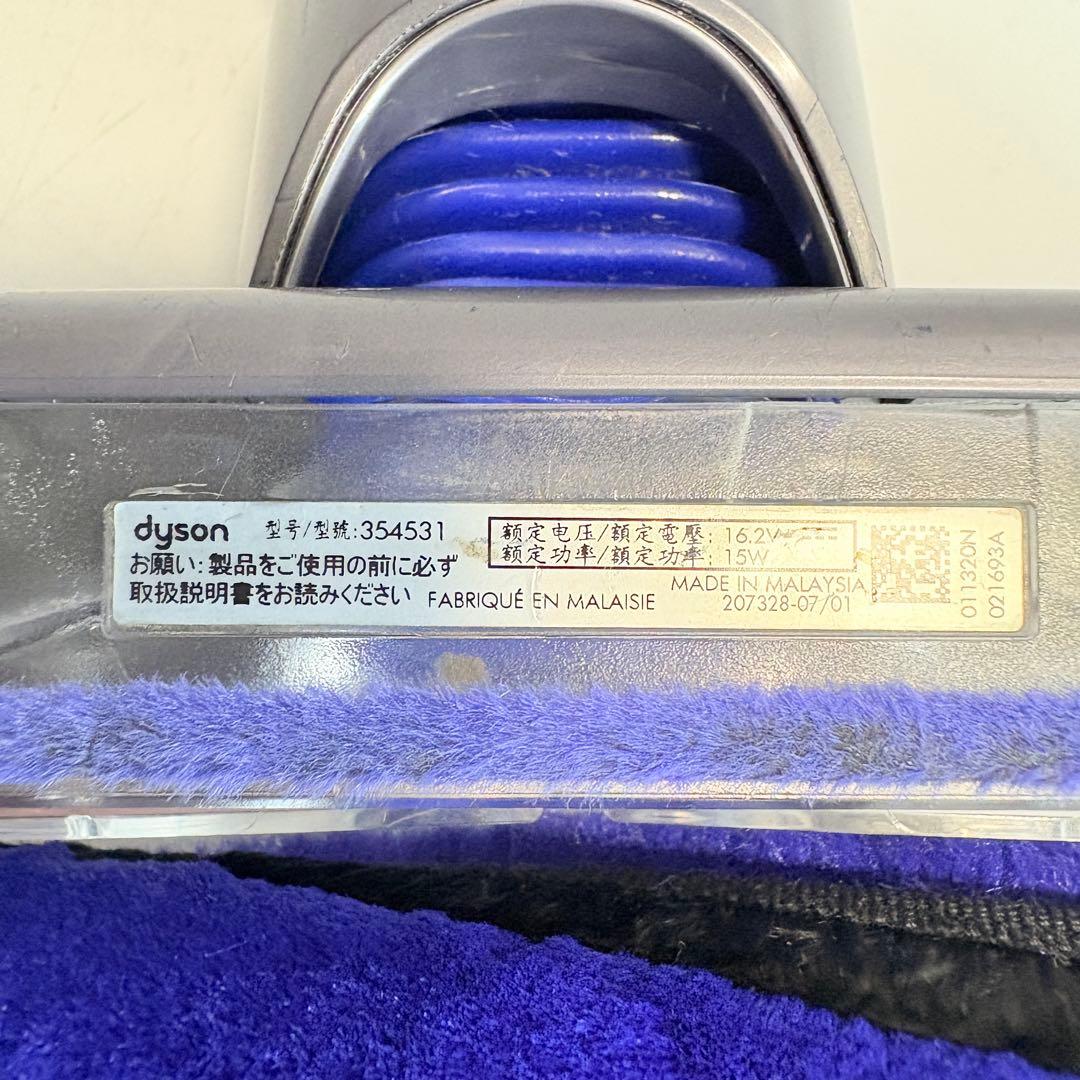 dyson 型号/型號:354531
お願い:製品をご使用の前に必ず
取扱説明書をお読みください FABRIQUÉ EN MALAISIE
额定电压/額定電壓: 16.2V
额定功率/額定功率: 15W
MADE IN MALAYSIA
207328-07/01
011320N
021693A